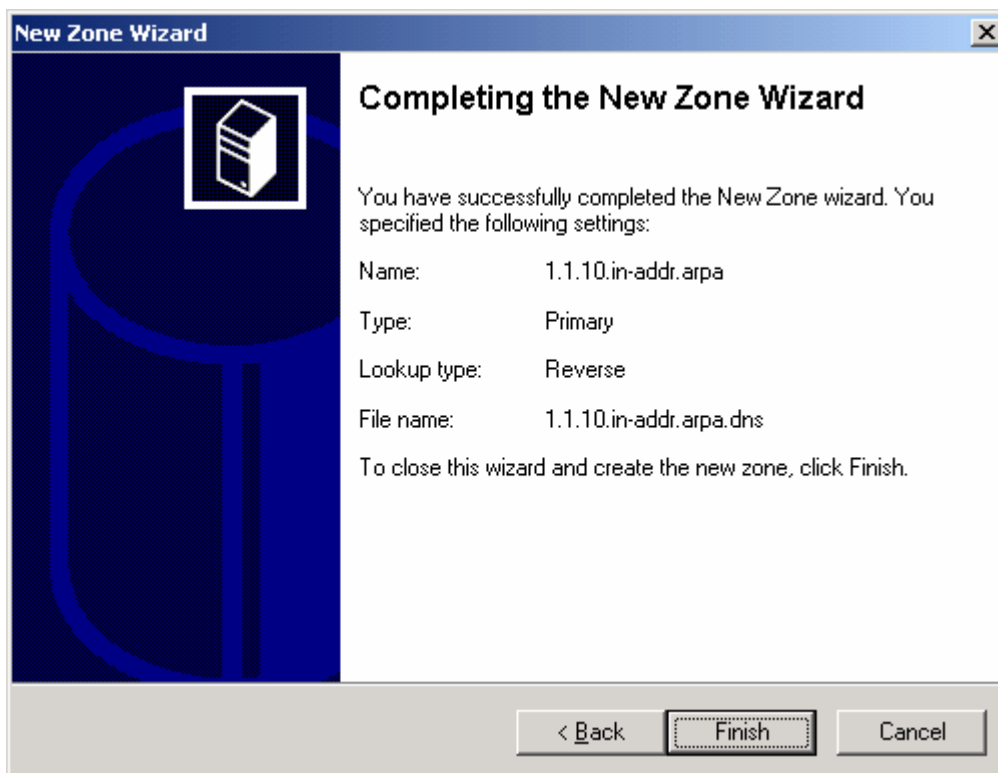 New Zone Wizard
Completing the New Zone Wizard
You have successfully completed the New Zone wizard. You
specified the following settings:
Name: 1.1.10.in-addr.arpa
Type: Primary
Lookup type: Reverse
File name: 1.1.10.in-addr.arpa.dns
To close this wizard and create the new zone, click Finish.
< Back Finish Cancel